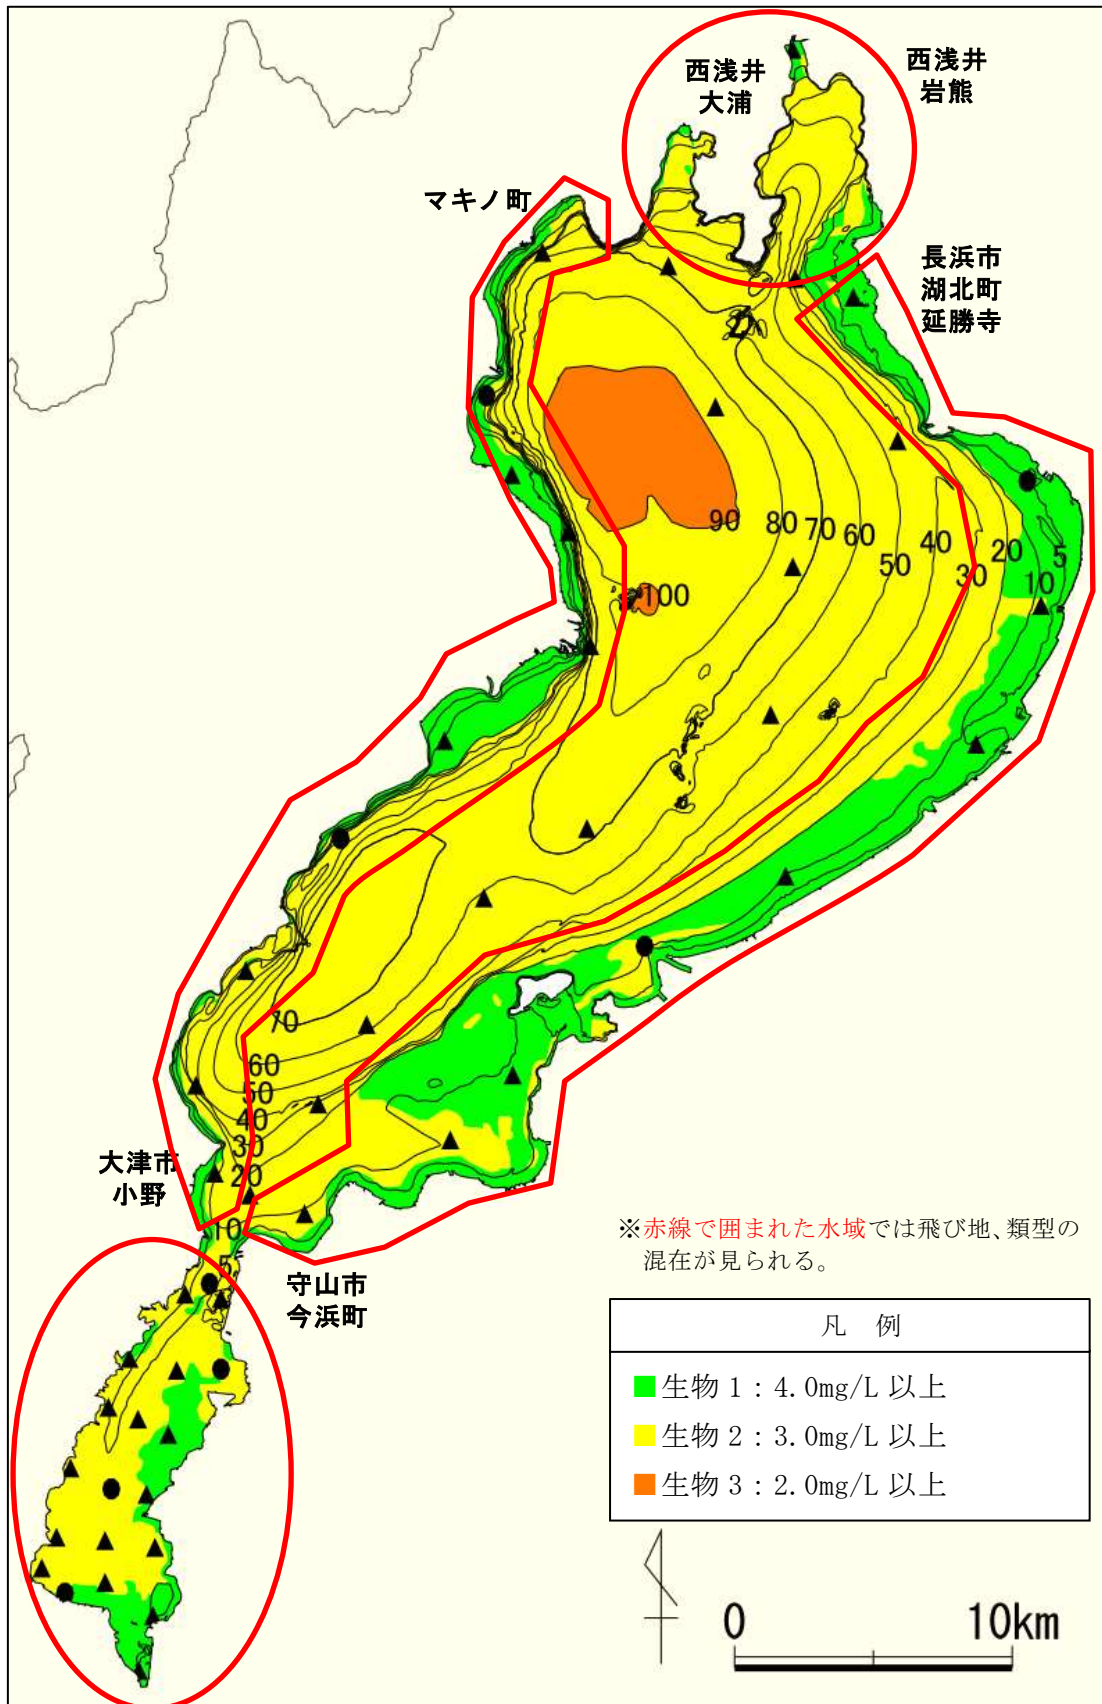 西浅井
大浦
西浅井
岩熊
マキノ町
長浜市
湖北町
延勝寺
90
80
70
60
50
40
30
20
10
5
100
70
60
50
40
30
20
10
5
大津市
小野
守山市
今浜町
※赤線で囲まれた水域では飛び地、類型の
混在が見られる。
凡 例
生物 1：4.0mg/L 以上
生物 2：3.0mg/L 以上
生物 3：2.0mg/L 以上
0
10km